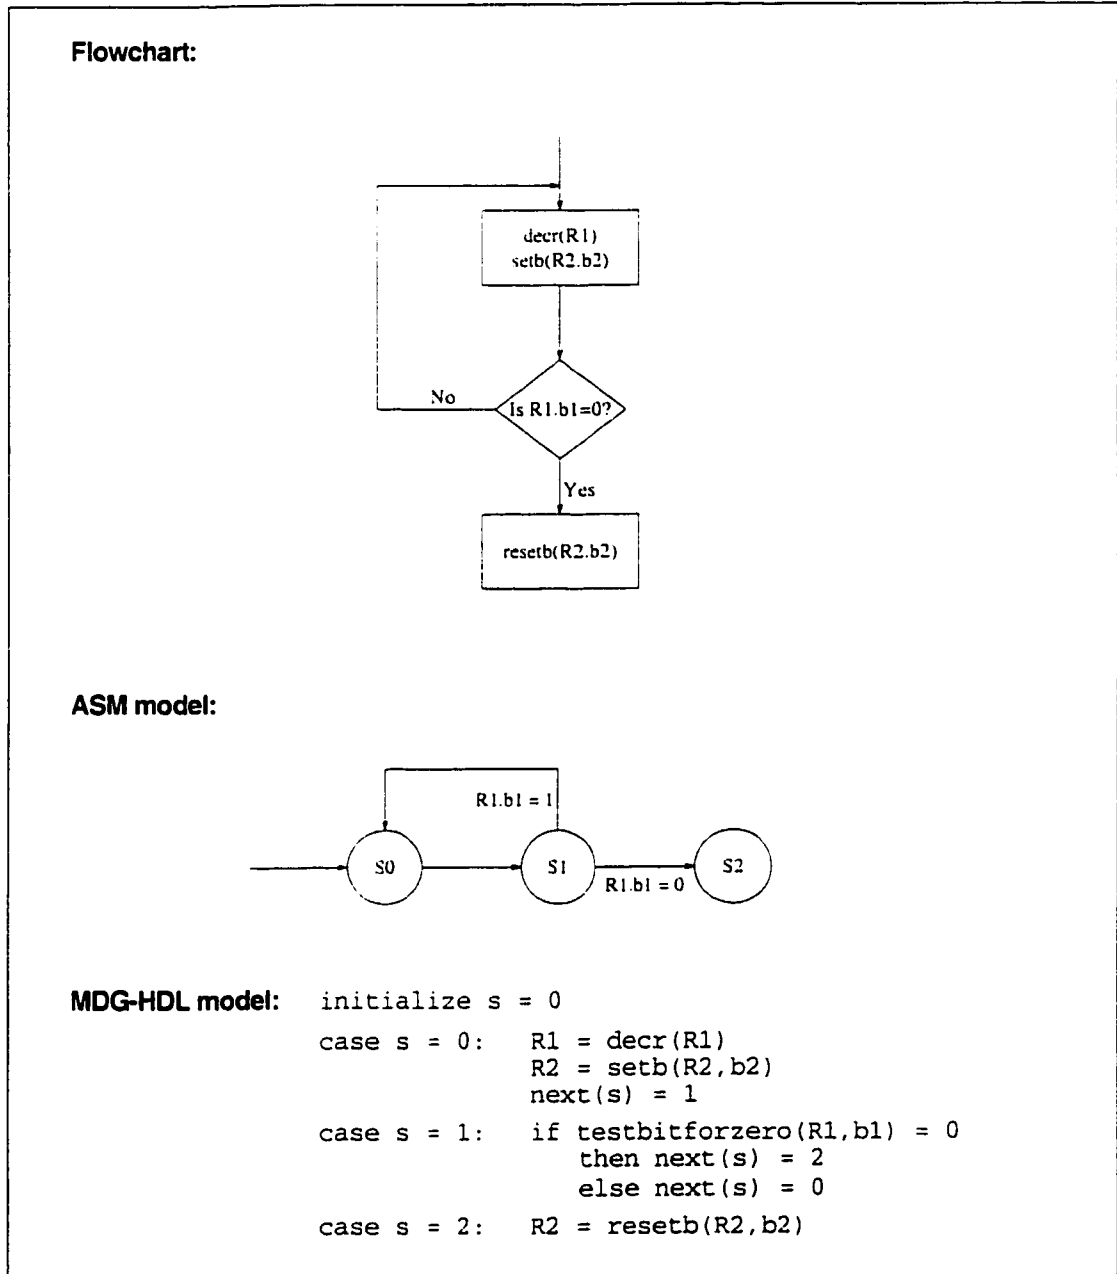 Flowchart:
decr(R1)
setb(R2.b2)
No
Is R1.b1=0?
Yes
resetb(R2.b2)
ASM model:
R1.b1 = 1
S0
S1
S2
R1.b1 = 0
MDG-HDL model: initialize s = 0
case s = 0: R1 = decr(R1)
R2 = setb(R2,b2)
next(s) = 1
case s = 1: if testbitforzero(R1,b1) = 0
then next(s) = 2
else next(s) = 0
case s = 2: R2 = resetb(R2,b2)